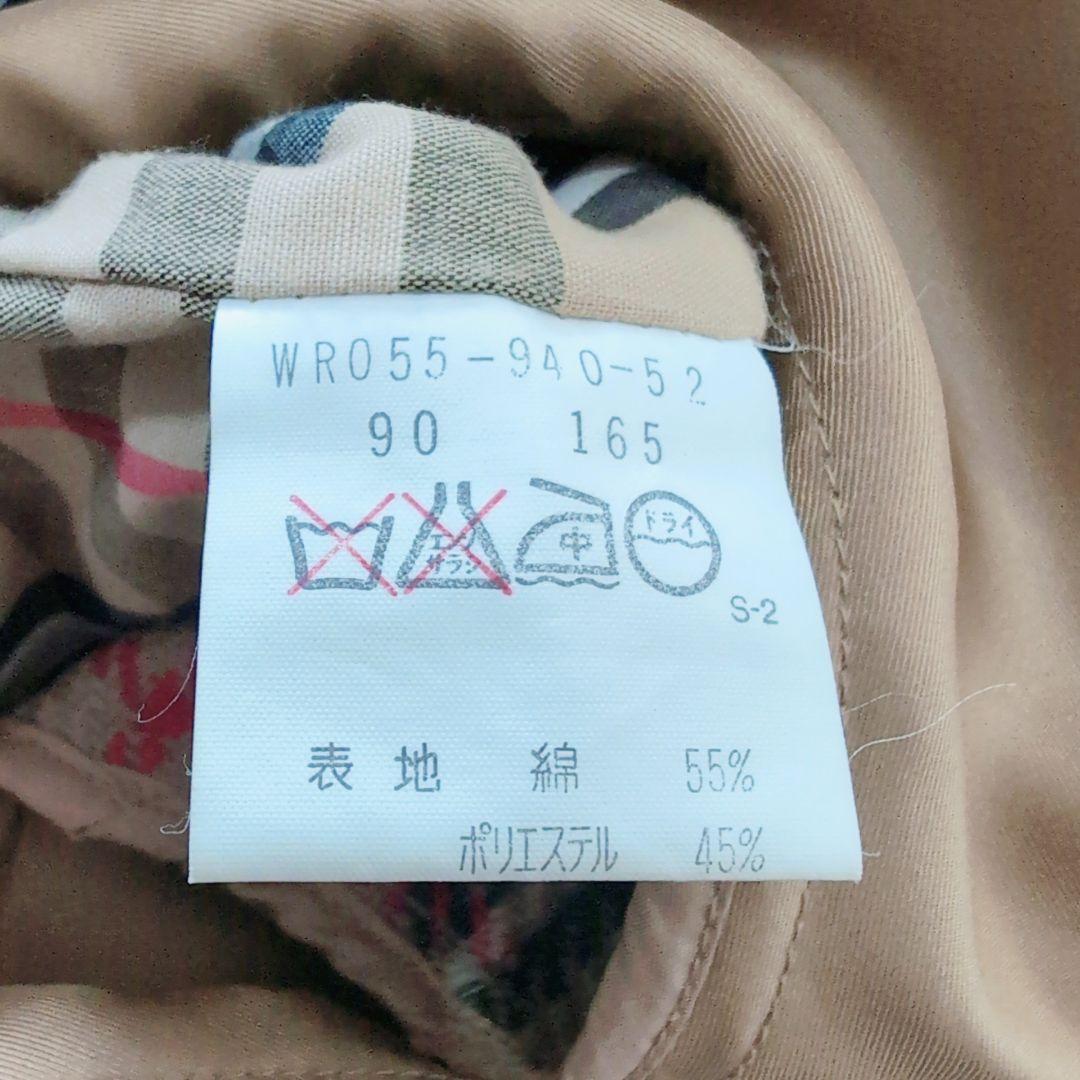 WR055-940-52
90 165
エンソサラシ 中 ドライ
S-2
表地 綿 55%
ポリエステル 45%